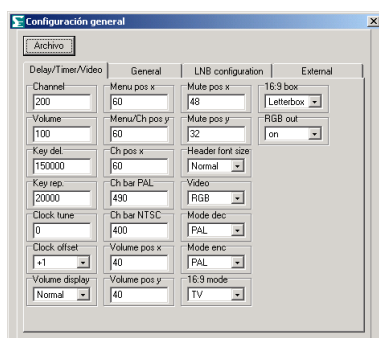 Configuración general
Archivo
Delay/Timer/Video General LNB configuration External
Channel Menu pos x Mute pos x 16:9 box
200 60 48 Letterbox
Volume Menu/Ch pos y Mute pos y RGB out
100 60 32 on
Key del. Ch pos x Header font size
150000 60 Normal
Key rep. Ch bar PAL Video
20000 490 RGB
Clock tune Ch bar NTSC Mode dec
0 400 PAL
Clock offset Volume pos x Mode enc
+1 40 PAL
Volume display Volume pos y 16:9 mode
Normal 40 TV